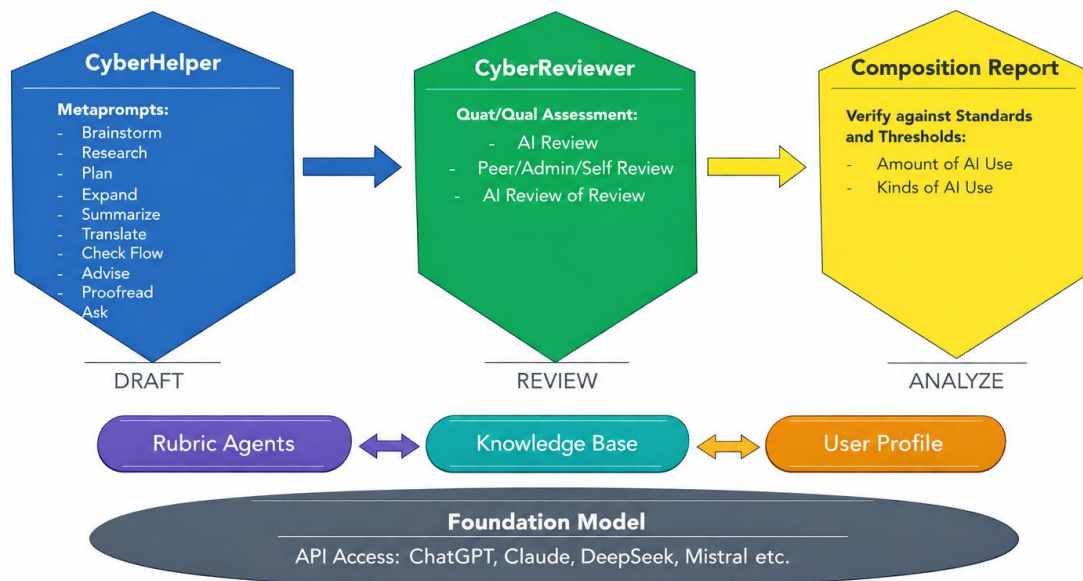 CyberHelper
Metaprompts:
- Brainstorm
- Research
- Plan
- Expand
- Summarize
- Translate
- Check Flow
- Advise
- Proofread
Ask
DRAFT
CyberReviewer
Quat/Qual Assessment:
- AI Review
- Peer/Admin/Self Review
- AI Review of Review
REVIEW
Composition Report
Verify against Standards
and Thresholds:
- Amount of AI Use
- Kinds of AI Use
ANALYZE
Rubric Agents
Knowledge Base
User Profile
Foundation Model
API Access: ChatGPT, Claude, DeepSeek, Mistral etc.